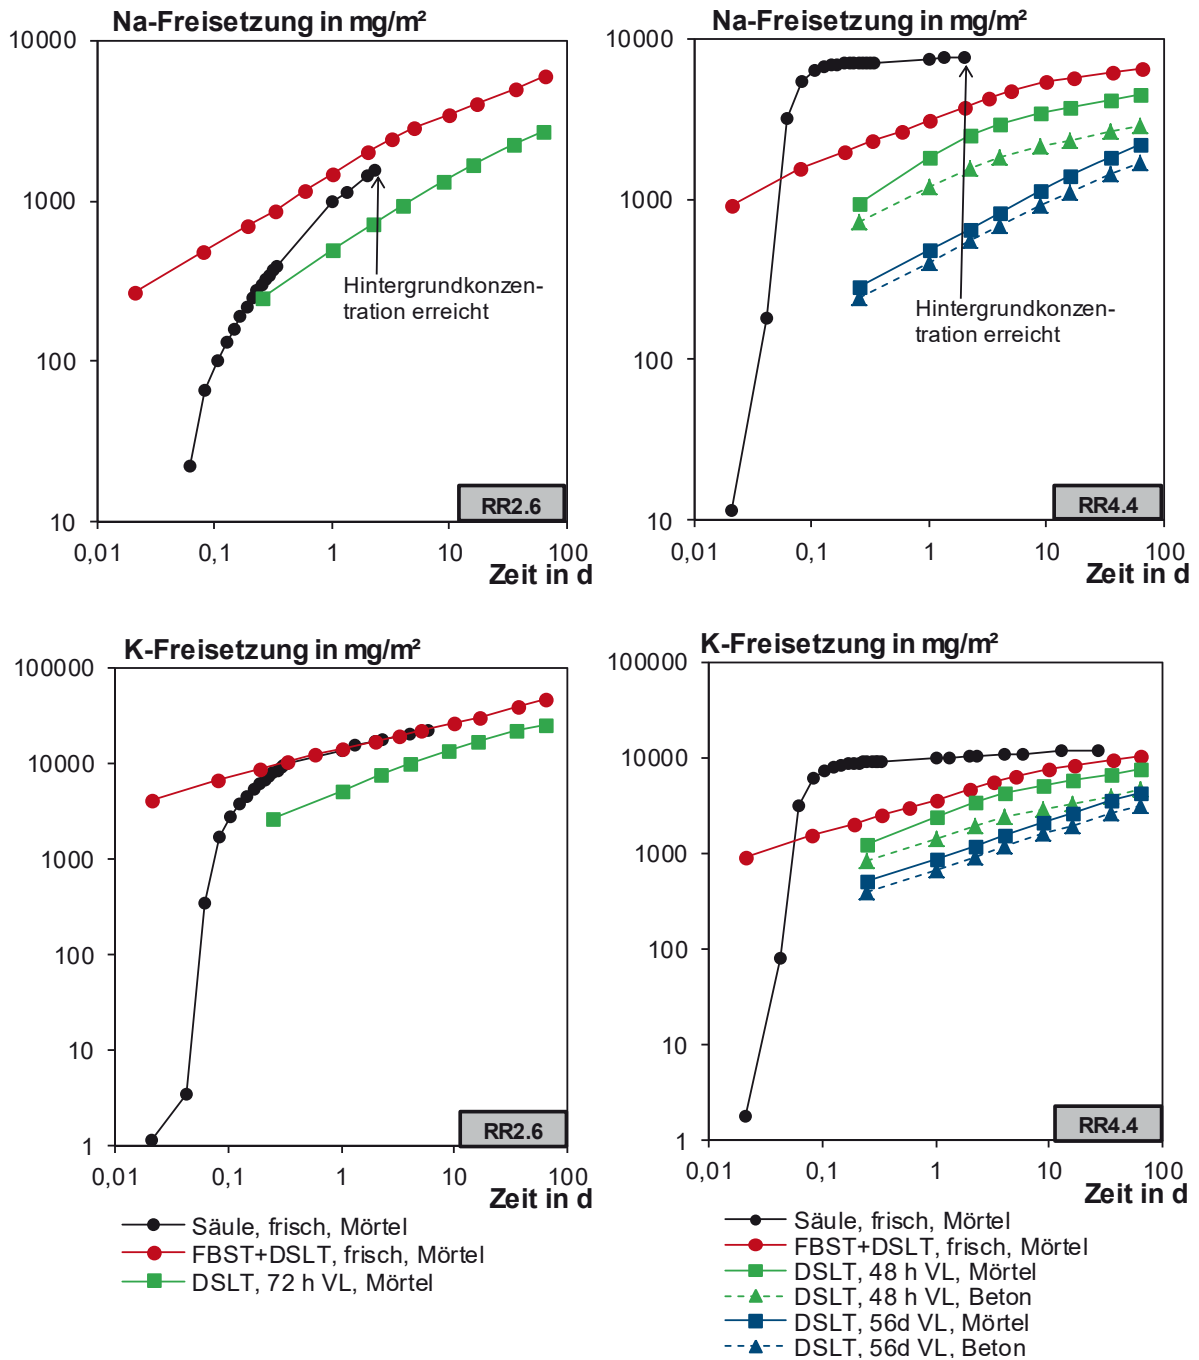 Na-Freisetzung in mg/m²
10000
1000
100
10
0,01
0,1
1
10
100
Zeit in d
Hintergrundkonzen-
tration erreicht
RR2.6
Na-Freisetzung in mg/m²
10000
1000
100
10
0,01
0,1
1
10
100
Zeit in d
Hintergrundkonzen-
tration erreicht
RR4.4
K-Freisetzung in mg/m²
100000
10000
1000
100
10
1
0,01
0,1
1
10
100
Zeit in d
RR2.6
Säule, frisch, Mörtel
FBST+DSLT, frisch, Mörtel
DSLT, 72 h VL, Mörtel
K-Freisetzung in mg/m²
100000
10000
1000
100
10
1
0,01
0,1
1
10
100
Zeit in d
RR4.4
Säule, frisch, Mörtel
FBST+DSLT, frisch, Mörtel
DSLT, 48 h VL, Mörtel
DSLT, 48 h VL, Beton
DSLT, 56d VL, Mörtel
DSLT, 56d VL, Beton